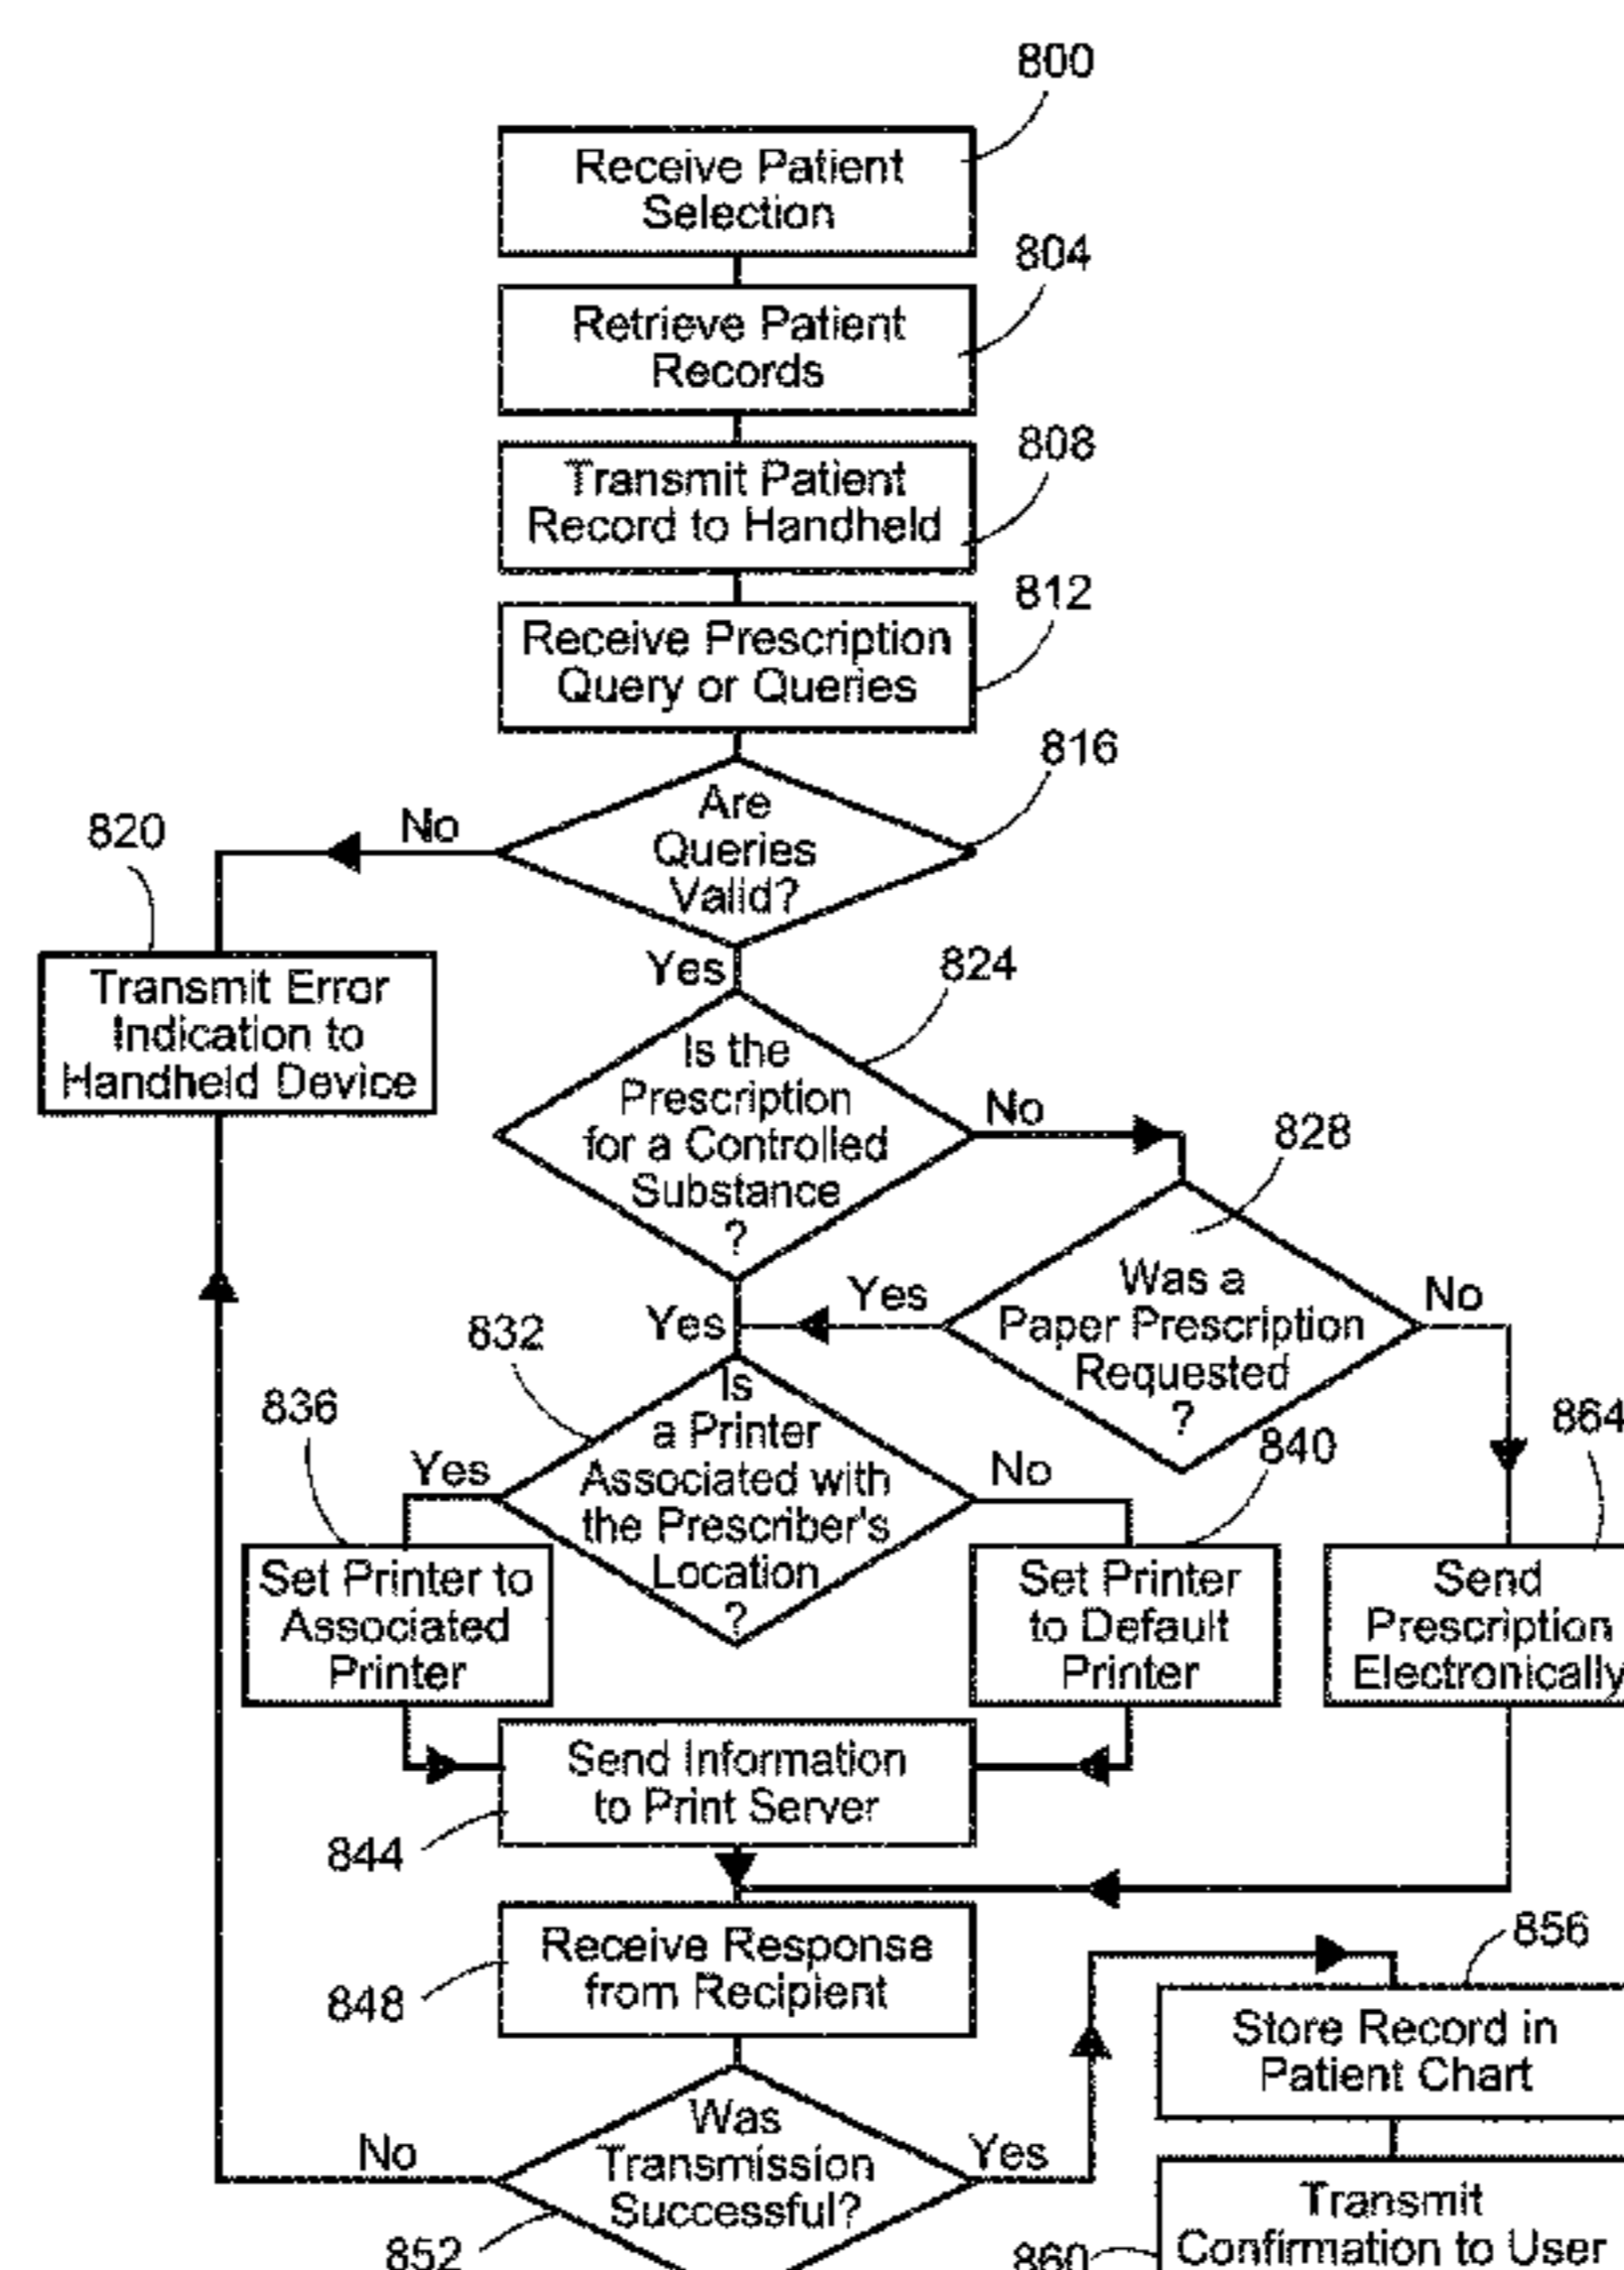 800
Receive Patient
Selection
804
Retrieve Patient
Records
808
Transmit Patient
Record to Handheld
812
Receive Prescription
Query or Queries
816
Are
Queries
Valid?
No
820
Transmit Error
Indication to
Handheld Device
Yes
824
Is the
Prescription
for a Controlled
Substance
?
No
828
Was a
Paper Prescription
Requested
?
Yes
Yes
No
832
Is
a Printer
Associated with
the Prescriber's
Location
?
836
Yes
No
840
864
Set Printer to
Associated
Printer
Set Printer
to Default
Printer
Send
Prescription
Electronically
Send Information
to Print Server
844
Receive Response
from Recipient
848
856
Store Record in
Patient Chart
Was
Transmission
Successful?
No
Yes
852
Transmit
Confirmation to User
860